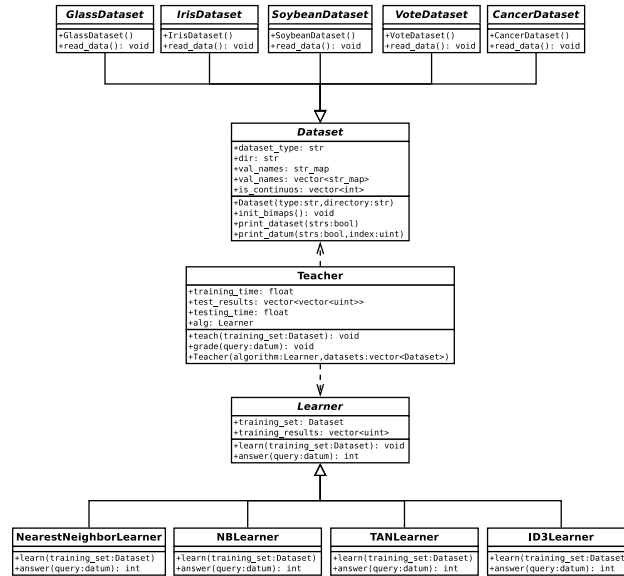 GlassDataset
+GlassDataset()
+read_data(): void
IrisDataset
+IrisDataset()
+read_data(): void
SoybeanDataset
+SoybeanDataset()
+read_data(): void
VoteDataset
+VoteDataset()
+read_data(): void
CancerDataset
+CancerDataset()
+read_data(): void
Dataset
+dataset_type: str
+dir: str
+val_names: str_map
+val_names: vector<str_map>
+is_continuos: vector<int>
+Dataset(type:str,directory:str)
+init_bimaps(): void
+print_dataset(strs:bool)
+print_datum(strs:bool,index:uint)
Teacher
+training_time: float
+test_results: vector<vector<uint>>
+testing_time: float
+alg: Learner
+teach(training_set:Dataset): void
+grade(query:datum): void
+Teacher(algorithm:Learner,datasets:vector<Dataset>)
Learner
+training_set: Dataset
+training_results: vector<uint>
+learn(training_set:Dataset): void
+answer(query:datum): int
NearestNeighborLearner
+learn(training_set:Dataset)
+answer(query:datum): int
NBLearner
+learn(training_set:Dataset)
+answer(query:datum): int
TANLearner
+learn(training_set:Dataset)
+answer(query:datum): int
ID3Learner
+learn(training_set:Dataset)
+answer(query:datum): int